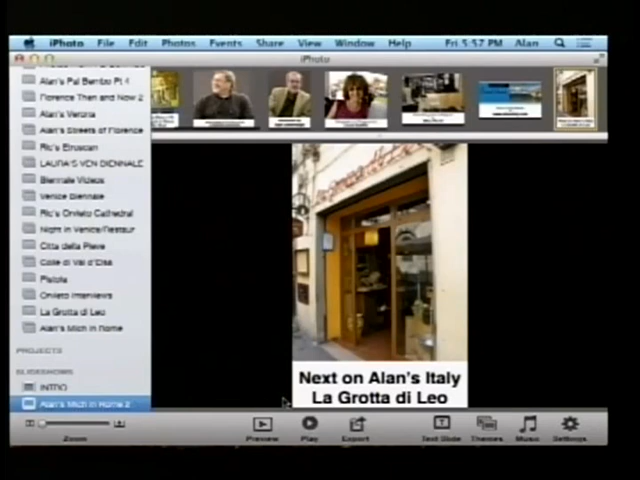 iPhoto File Edit Photos Events Share View Window Help Fri 5:57 PM Alan
iPhoto
Alan's Pal Bembo Pt 4
Florence Then and Now 2
Alan's Verona
Alan's Streets of Florence
Ric's Etruscan
LAURA'S VEN BIENNALE
Biennale Videos
Venice Biennale
Ric's Orvieto Cathedral
Night in Venice/Restaur
Citta della Pieve
Colle di Val d'Elsa
Pistoia
Orvieto Interviews
La Grotta di Leo
Alan's Mich in Rome
PROJECTS
SLIDESHOWS
INTRO
Alan's Mich in Rome 2
Next on Alan's Italy
La Grotta di Leo
Zoom Preview Play Export Text Slide Themes Music Settings